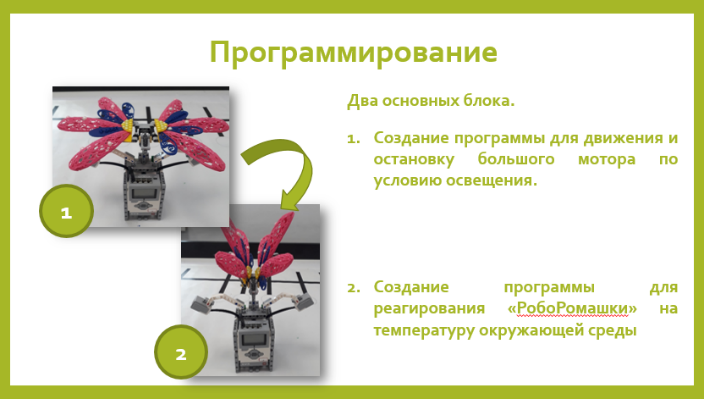 Программирование
Два основных блока.
1. Создание программы для движения и
остановку большого мотора по
условию освещения.
1
2. Создание программы для
реагирования «РобоРомашки» на
температуру окружающей среды
2